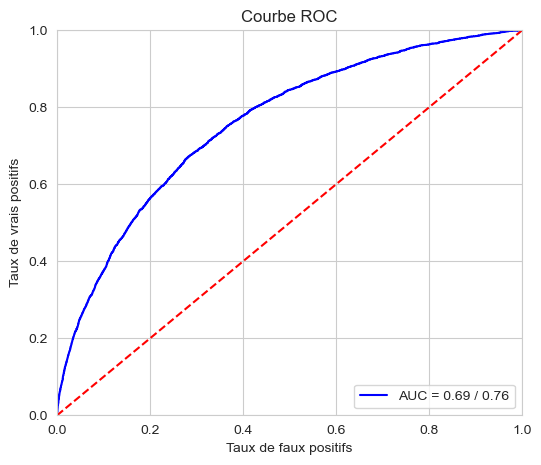 Courbe ROC
Taux de vrais positifs
1.0
0.8
0.6
0.4
0.2
0.0
0.0 0.2 0.4 0.6 0.8 1.0
Taux de faux positifs
AUC = 0.69 / 0.76